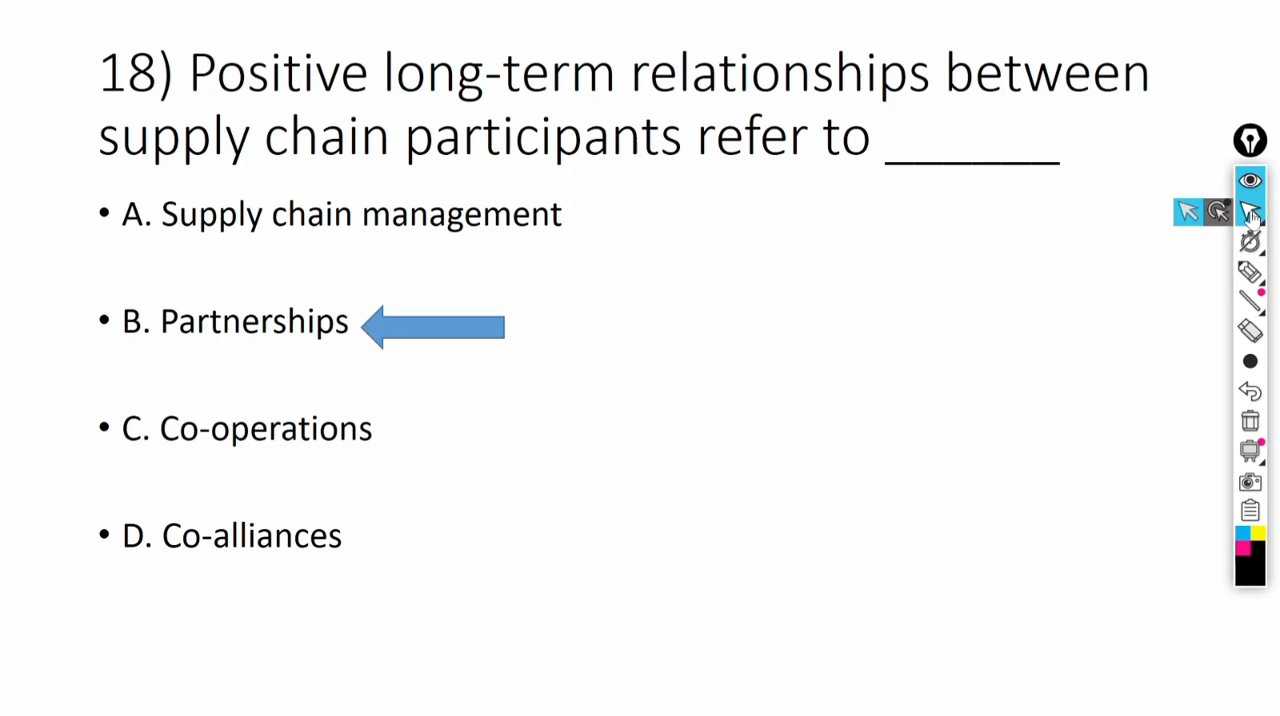 18) Positive long-term relationships between
supply chain participants refer to ______
• A. Supply chain management
• B. Partnerships
• C. Co-operations
• D. Co-alliances